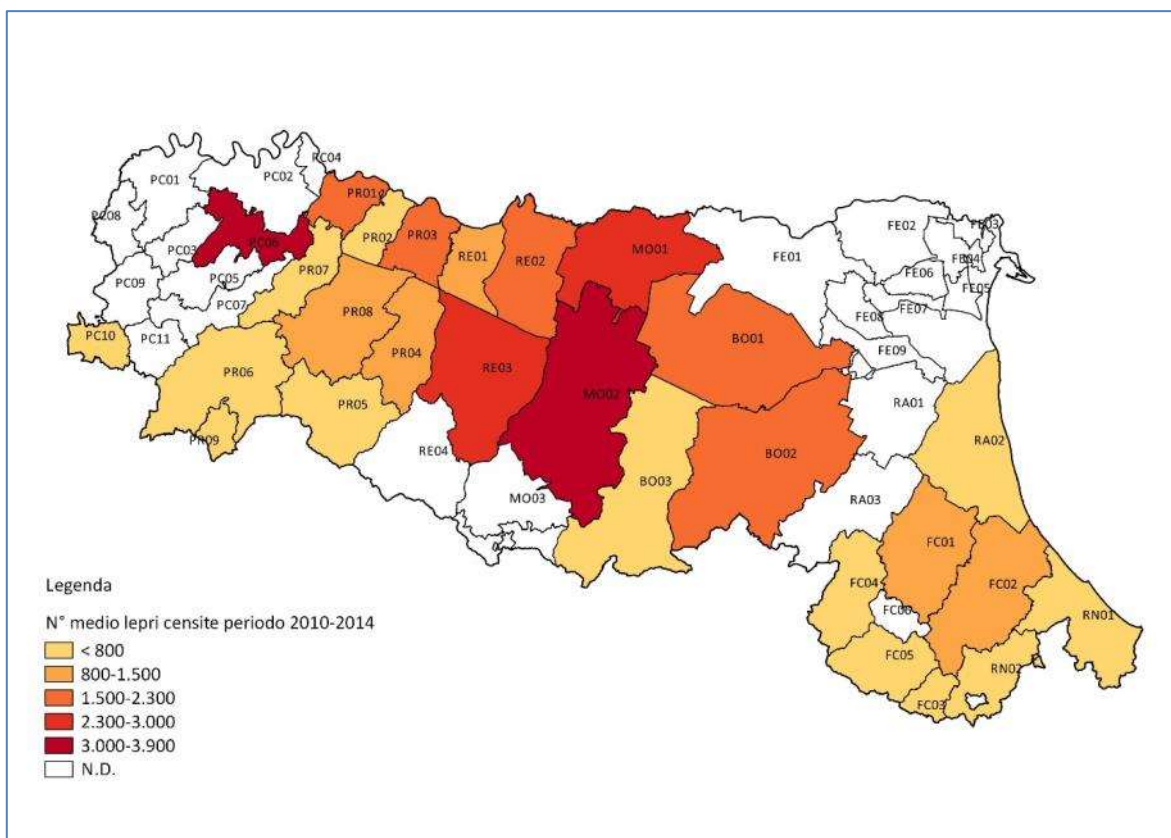 PC04
PC01
PC02
PR01
PC08
PC06
PC03
PR02
PR03
FE02
FE03
RE01
RE02
MO01
FE01
FE04
PR07
FE06
PC05
PC09
FE05
PC07
FE07
FE08
PC10
PC11
PR08
BO01
PR04
FE09
RE03
PR06
MO02
PR05
RA01
PR09
RE04
RA02
BO03
BO02
MO03
RA03
FC01
FC04
FC02
RN01
FC05
RN02
FC03
Legenda
N° medio lepri censite periodo 2010-2014
< 800
800-1.500
1.500-2.300
2.300-3.000
3.000-3.900
N.D.